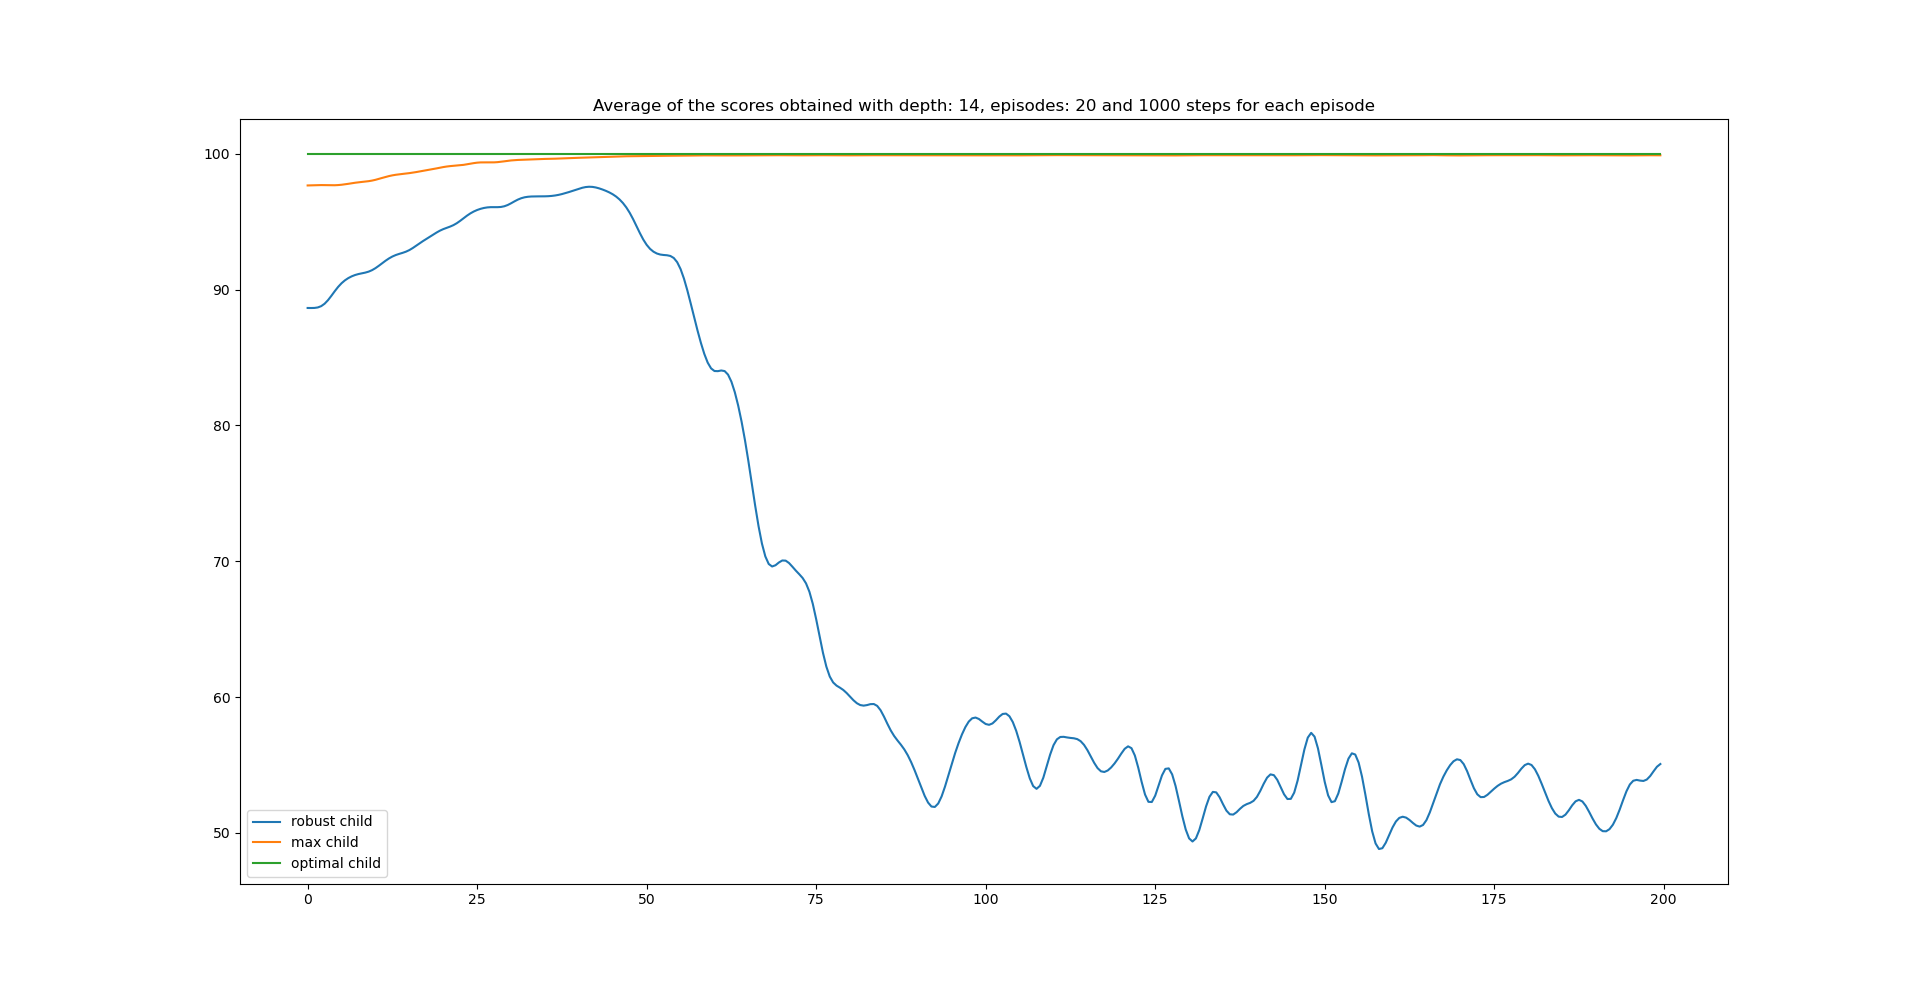 Average of the scores obtained with depth: 14, episodes: 20 and 1000 steps for each episode
100
90
80
70
60
50
robust child
max child
optimal child
0 25 50 75 100 125 150 175 200